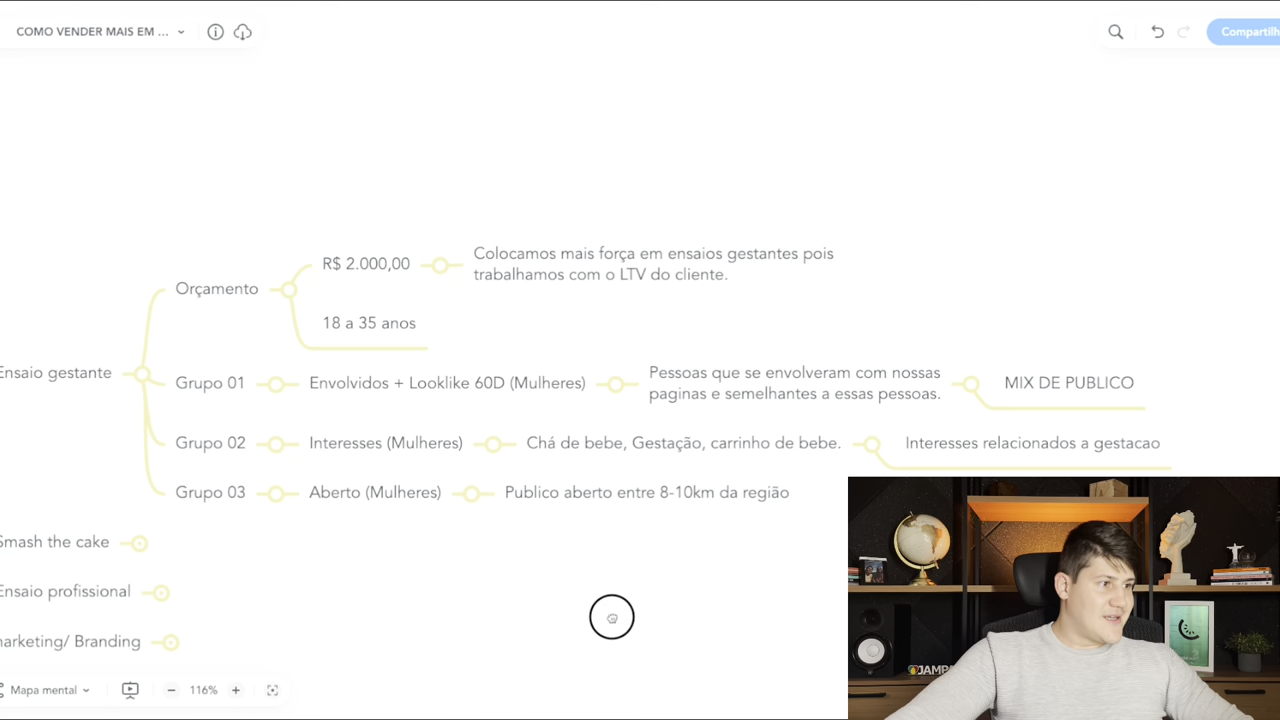 COMO VENDER MAIS EM ...
Compartilh
R$ 2.000,00
Colocamos mais força em ensaios gestantes pois
trabalhamos com o LTV do cliente.
Orçamento
18 a 35 anos
Ensaio gestante
Grupo 01
Envolvidos + Looklike 60D (Mulheres)
Pessoas que se envolveram com nossas
paginas e semelhantes a essas pessoas.
MIX DE PUBLICO
Grupo 02
Interesses (Mulheres)
Chá de bebe, Gestação, carrinho de bebe.
Interesses relacionados a gestacao
Grupo 03
Aberto (Mulheres)
Publico aberto entre 8-10km da região
Smash the cake
Ensaio profissional
marketing/ Branding
Mapa mental
116%
JAMPA